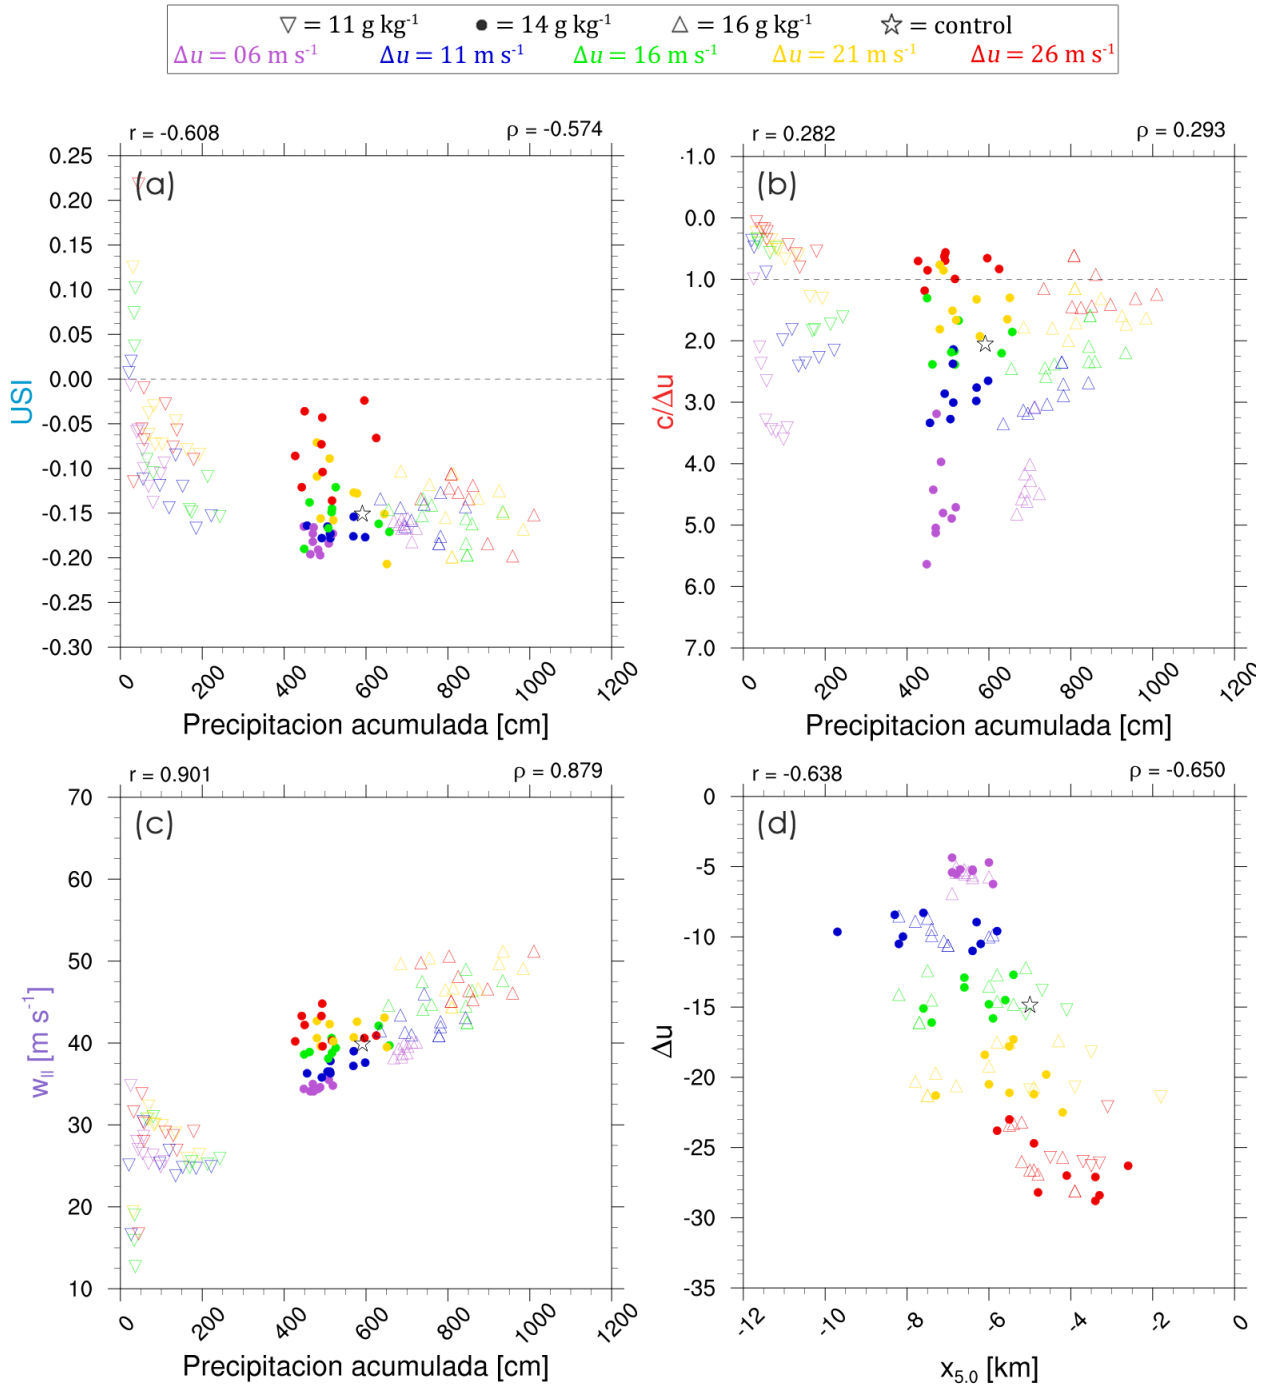 ▽ = 11 g kg⁻¹ ● = 14 g kg⁻¹ △ = 16 g kg⁻¹ ☆ = control
Δu = 06 m s⁻¹ Δu = 11 m s⁻¹ Δu = 16 m s⁻¹ Δu = 21 m s⁻¹ Δu = 26 m s⁻¹
r = -0.608 ρ = -0.574
(a)
USI
0.25
0.20
0.15
0.10
0.05
0.00
-0.05
-0.10
-0.15
-0.20
-0.25
-0.30
0 200 400 600 800 1000 1200
Precipitacion acumulada [cm]
r = 0.282 ρ = 0.293
(b)
c/Δu
·1.0
0.0
1.0
2.0
3.0
4.0
5.0
6.0
7.0
0 200 400 600 800 1000 1200
Precipitacion acumulada [cm]
r = 0.901 ρ = 0.879
(c)
w_II [m s⁻¹]
70
60
50
40
30
20
10
0 200 400 600 800 1000 1200
Precipitacion acumulada [cm]
r = -0.638 ρ = -0.650
(d)
Δu
0
-5
-10
-15
-20
-25
-30
-35
-12 -10 -8 -6 -4 -2 0
x₅.₀ [km]